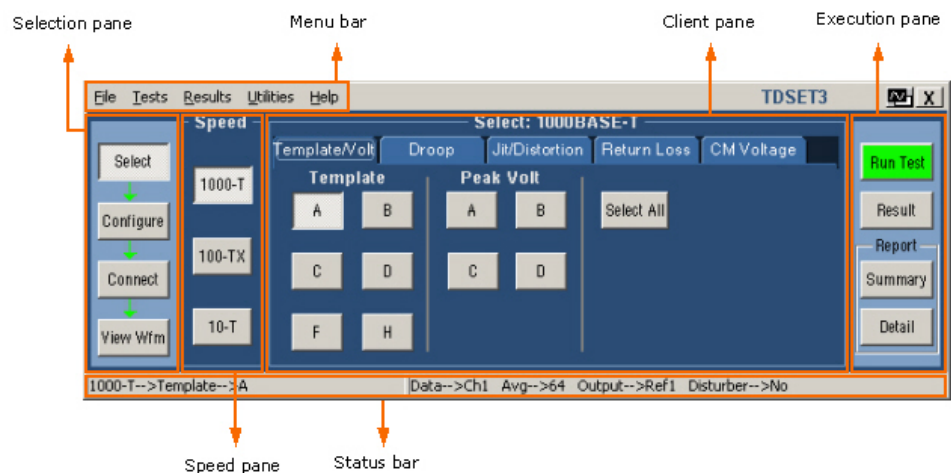 Selection pane
Menu bar
Client pane
Execution pane
File Tests Results Utilities Help
TDSET3
X
Speed
Select: 1000BASE-T
Template/Volt
Droop
Jit/Distortion
Return Loss
CM Voltage
Select
Configure
Connect
View Wfm
1000-T
100-TX
10-T
Template
A
B
C
D
F
H
Peak Volt
A
B
C
D
Select All
Run Test
Result
Report
Summary
Detail
1000-T-->Template-->A
Data-->Ch1 Avg-->64 Output-->Ref1 Disturber-->No
Speed pane
Status bar